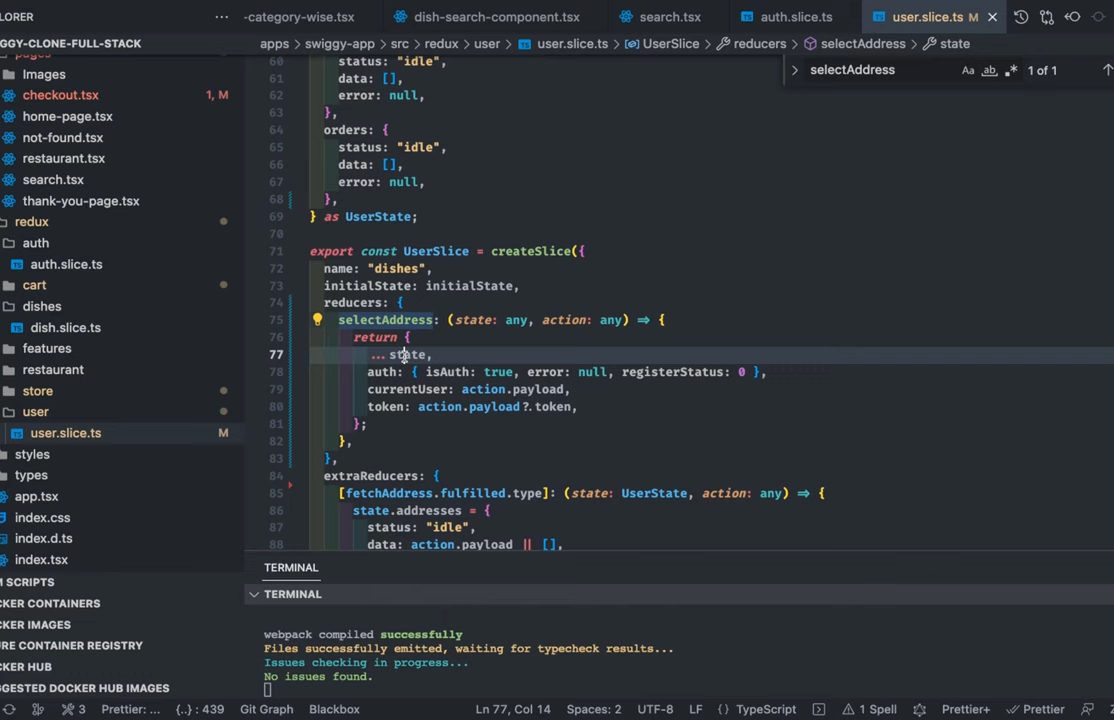 LORER
...
-category-wise.tsx
dish-search-component.tsx
search.tsx
auth.slice.ts
user.slice.ts M
GGY-CLONE-FULL-STACK
pages
Images
checkout.tsx 1, M
home-page.tsx
not-found.tsx
restaurant.tsx
search.tsx
thank-you-page.tsx
redux
auth
auth.slice.ts
cart
dishes
dish.slice.ts
features
restaurant
store
user
user.slice.ts M
styles
types
app.tsx
index.css
index.d.ts
index.tsx
M SCRIPTS
CKER CONTAINERS
CKER IMAGES
URE CONTAINER REGISTRY
CKER HUB
GGESTED DOCKER HUB IMAGES
apps > swiggy-app > src > redux > user > user.slice.ts > UserSlice > reducers > selectAddress > state
selectAddress Aa ab 1 of 1
60 status: "idle",
61 data: [],
62 error: null,
63 },
64 orders: {
65 status: "idle",
66 data: [],
67 error: null,
68 },
69 } as UserState;
70
71 export const UserSlice = createSlice({
72 name: "dishes",
73 initialState: initialState,
74 reducers: {
75 selectAddress: (state: any, action: any) => {
76 return {
77 ...state,
78 auth: { isAuth: true, error: null, registerStatus: 0 },
79 currentUser: action.payload,
80 token: action.payload?.token,
81 };
82 },
83 },
84 extraReducers: {
85 [fetchAddress.fulfilled.type]: (state: UserState, action: any) => {
86 state.addresses = {
87 status: "idle",
88 data: action.payload || [],
TERMINAL
TERMINAL
webpack compiled successfully
Files successfully emitted, waiting for typecheck results...
Issues checking in progress...
No issues found.
3 Prettier: ... {..} : 439 Git Graph Blackbox Ln 77, Col 14 Spaces: 2 UTF-8 LF {} TypeScript 1 Spell Prettier+ Prettier